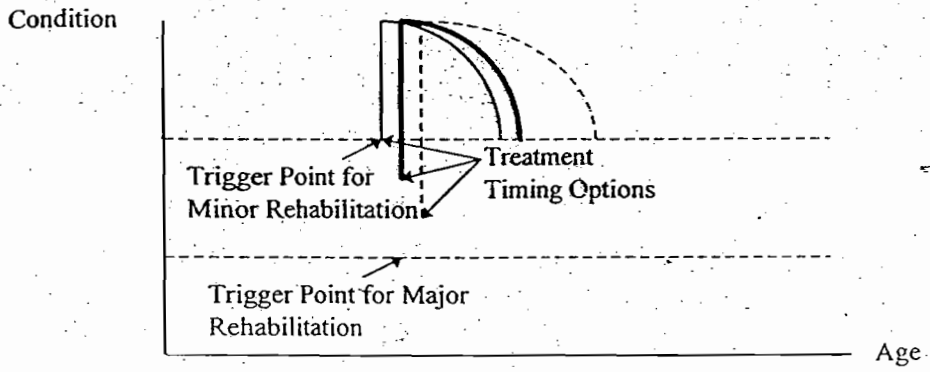 Condition
Treatment
Timing Options
Trigger Point for
Minor Rehabilitation
Trigger Point for Major
Rehabilitation
Age